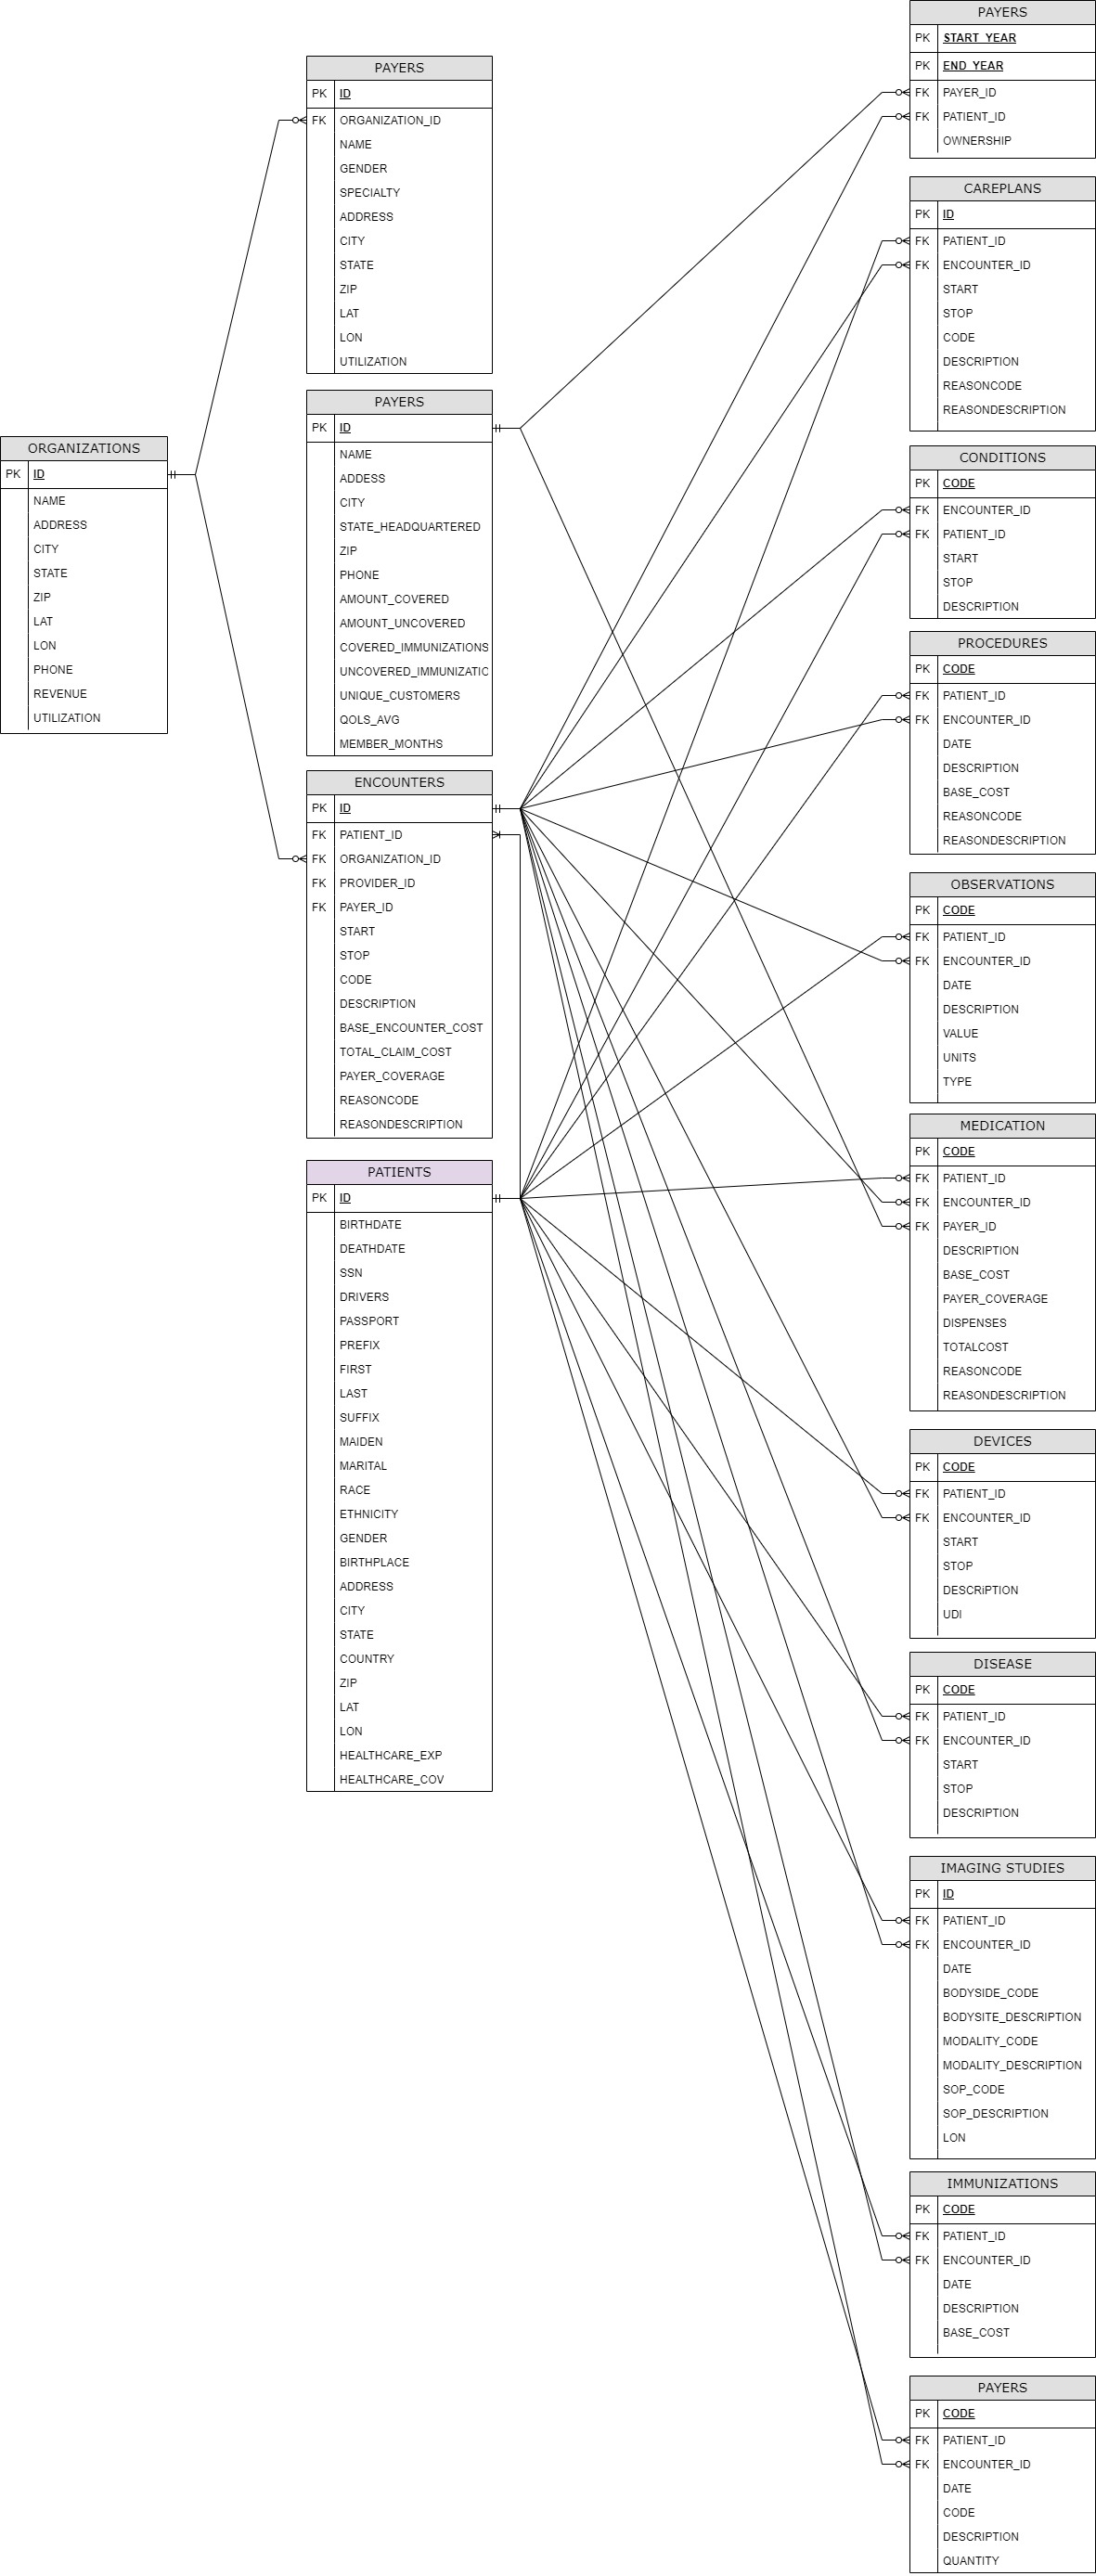 ORGANIZATIONS
PK ID
NAME
ADDRESS
CITY
STATE
ZIP
LAT
LON
PHONE
REVENUE
UTILIZATION
PAYERS
PK ID
FK ORGANIZATION_ID
NAME
GENDER
SPECIALTY
ADDRESS
CITY
STATE
ZIP
LAT
LON
UTILIZATION
PAYERS
PK ID
NAME
ADDESS
CITY
STATE_HEADQUARTERED
ZIP
PHONE
AMOUNT_COVERED
AMOUNT_UNCOVERED
COVERED_IMMUNIZATIONS
UNCOVERED_IMMUNIZATIC
UNIQUE_CUSTOMERS
QOLS_AVG
MEMBER_MONTHS
ENCOUNTERS
PK ID
FK PATIENT_ID
FK ORGANIZATION_ID
FK PROVIDER_ID
FK PAYER_ID
START
STOP
CODE
DESCRIPTION
BASE_ENCOUNTER_COST
TOTAL_CLAIM_COST
PAYER_COVERAGE
REASONCODE
REASONDESCRIPTION
PATIENTS
PK ID
BIRTHDATE
DEATHDATE
SSN
DRIVERS
PASSPORT
PREFIX
FIRST
LAST
SUFFIX
MAIDEN
MARITAL
RACE
ETHNICITY
GENDER
BIRTHPLACE
ADDRESS
CITY
STATE
COUNTRY
ZIP
LAT
LON
HEALTHCARE_EXP
HEALTHCARE_COV
PAYERS
PK START_YEAR
PK END_YEAR
FK PAYER_ID
FK PATIENT_ID
OWNERSHIP
CAREPLANS
PK ID
FK PATIENT_ID
FK ENCOUNTER_ID
START
STOP
CODE
DESCRIPTION
REASONCODE
REASONDESCRIPTION
CONDITIONS
PK CODE
FK ENCOUNTER_ID
FK PATIENT_ID
START
STOP
DESCRIPTION
PROCEDURES
PK CODE
FK PATIENT_ID
FK ENCOUNTER_ID
DATE
DESCRIPTION
BASE_COST
REASONCODE
REASONDESCRIPTION
OBSERVATIONS
PK CODE
FK PATIENT_ID
FK ENCOUNTER_ID
DATE
DESCRIPTION
VALUE
UNITS
TYPE
MEDICATION
PK CODE
FK PATIENT_ID
FK ENCOUNTER_ID
FK PAYER_ID
DESCRIPTION
BASE_COST
PAYER_COVERAGE
DISPENSES
TOTALCOST
REASONCODE
REASONDESCRIPTION
DEVICES
PK CODE
FK PATIENT_ID
FK ENCOUNTER_ID
START
STOP
DESCRiPTION
UDI
DISEASE
PK CODE
FK PATIENT_ID
FK ENCOUNTER_ID
START
STOP
DESCRIPTION
IMAGING STUDIES
PK ID
FK PATIENT_ID
FK ENCOUNTER_ID
DATE
BODYSIDE_CODE
BODYSITE_DESCRIPTION
MODALITY_CODE
MODALITY_DESCRIPTION
SOP_CODE
SOP_DESCRIPTION
LON
IMMUNIZATIONS
PK CODE
FK PATIENT_ID
FK ENCOUNTER_ID
DATE
DESCRIPTION
BASE_COST
PAYERS
PK CODE
FK PATIENT_ID
FK ENCOUNTER_ID
DATE
CODE
DESCRIPTION
QUANTITY